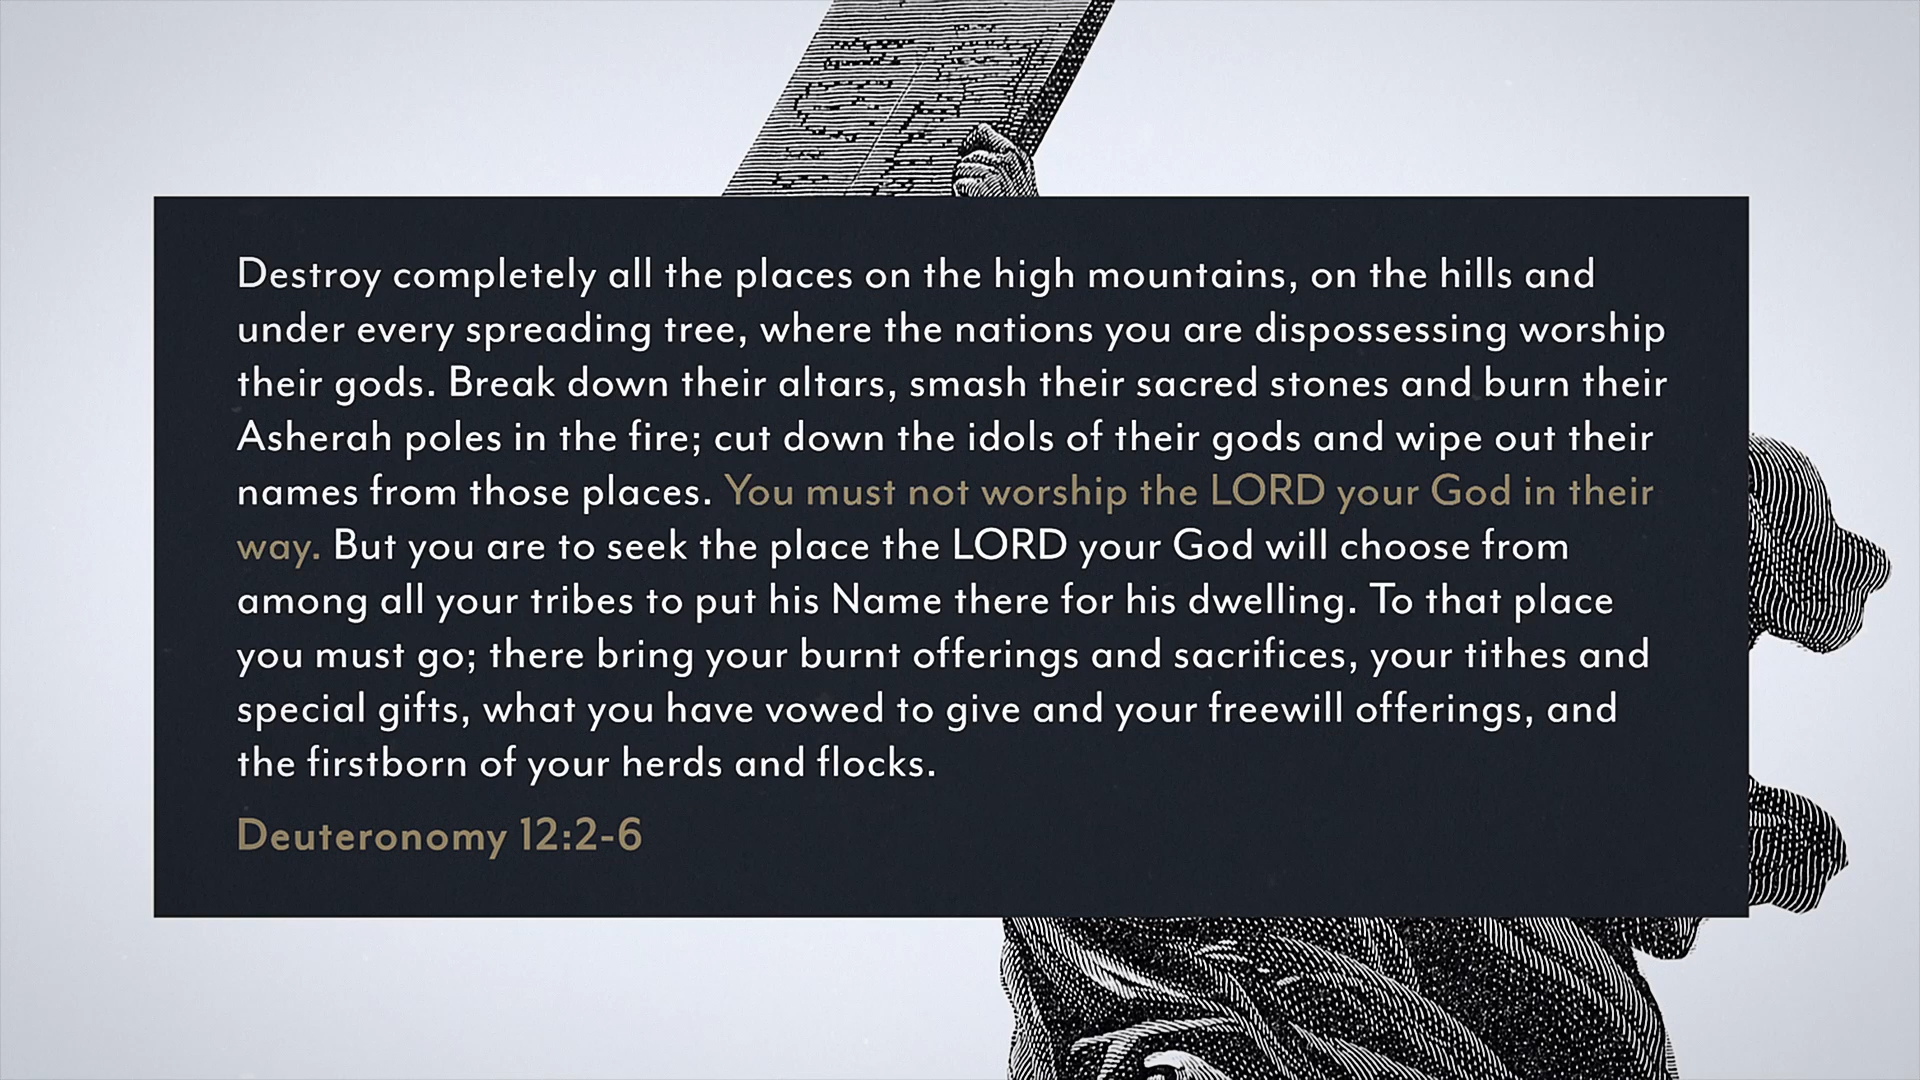 Destroy completely all the places on the high mountains, on the hills and
under every spreading tree, where the nations you are dispossessing worship
their gods. Break down their altars, smash their sacred stones and burn their
Asherah poles in the fire; cut down the idols of their gods and wipe out their
names from those places. You must not worship the LORD your God in their
way. But you are to seek the place the LORD your God will choose from
among all your tribes to put his Name there for his dwelling. To that place
you must go; there bring your burnt offerings and sacrifices, your tithes and
special gifts, what you have vowed to give and your freewill offerings, and
the firstborn of your herds and flocks.
Deuteronomy 12:2-6